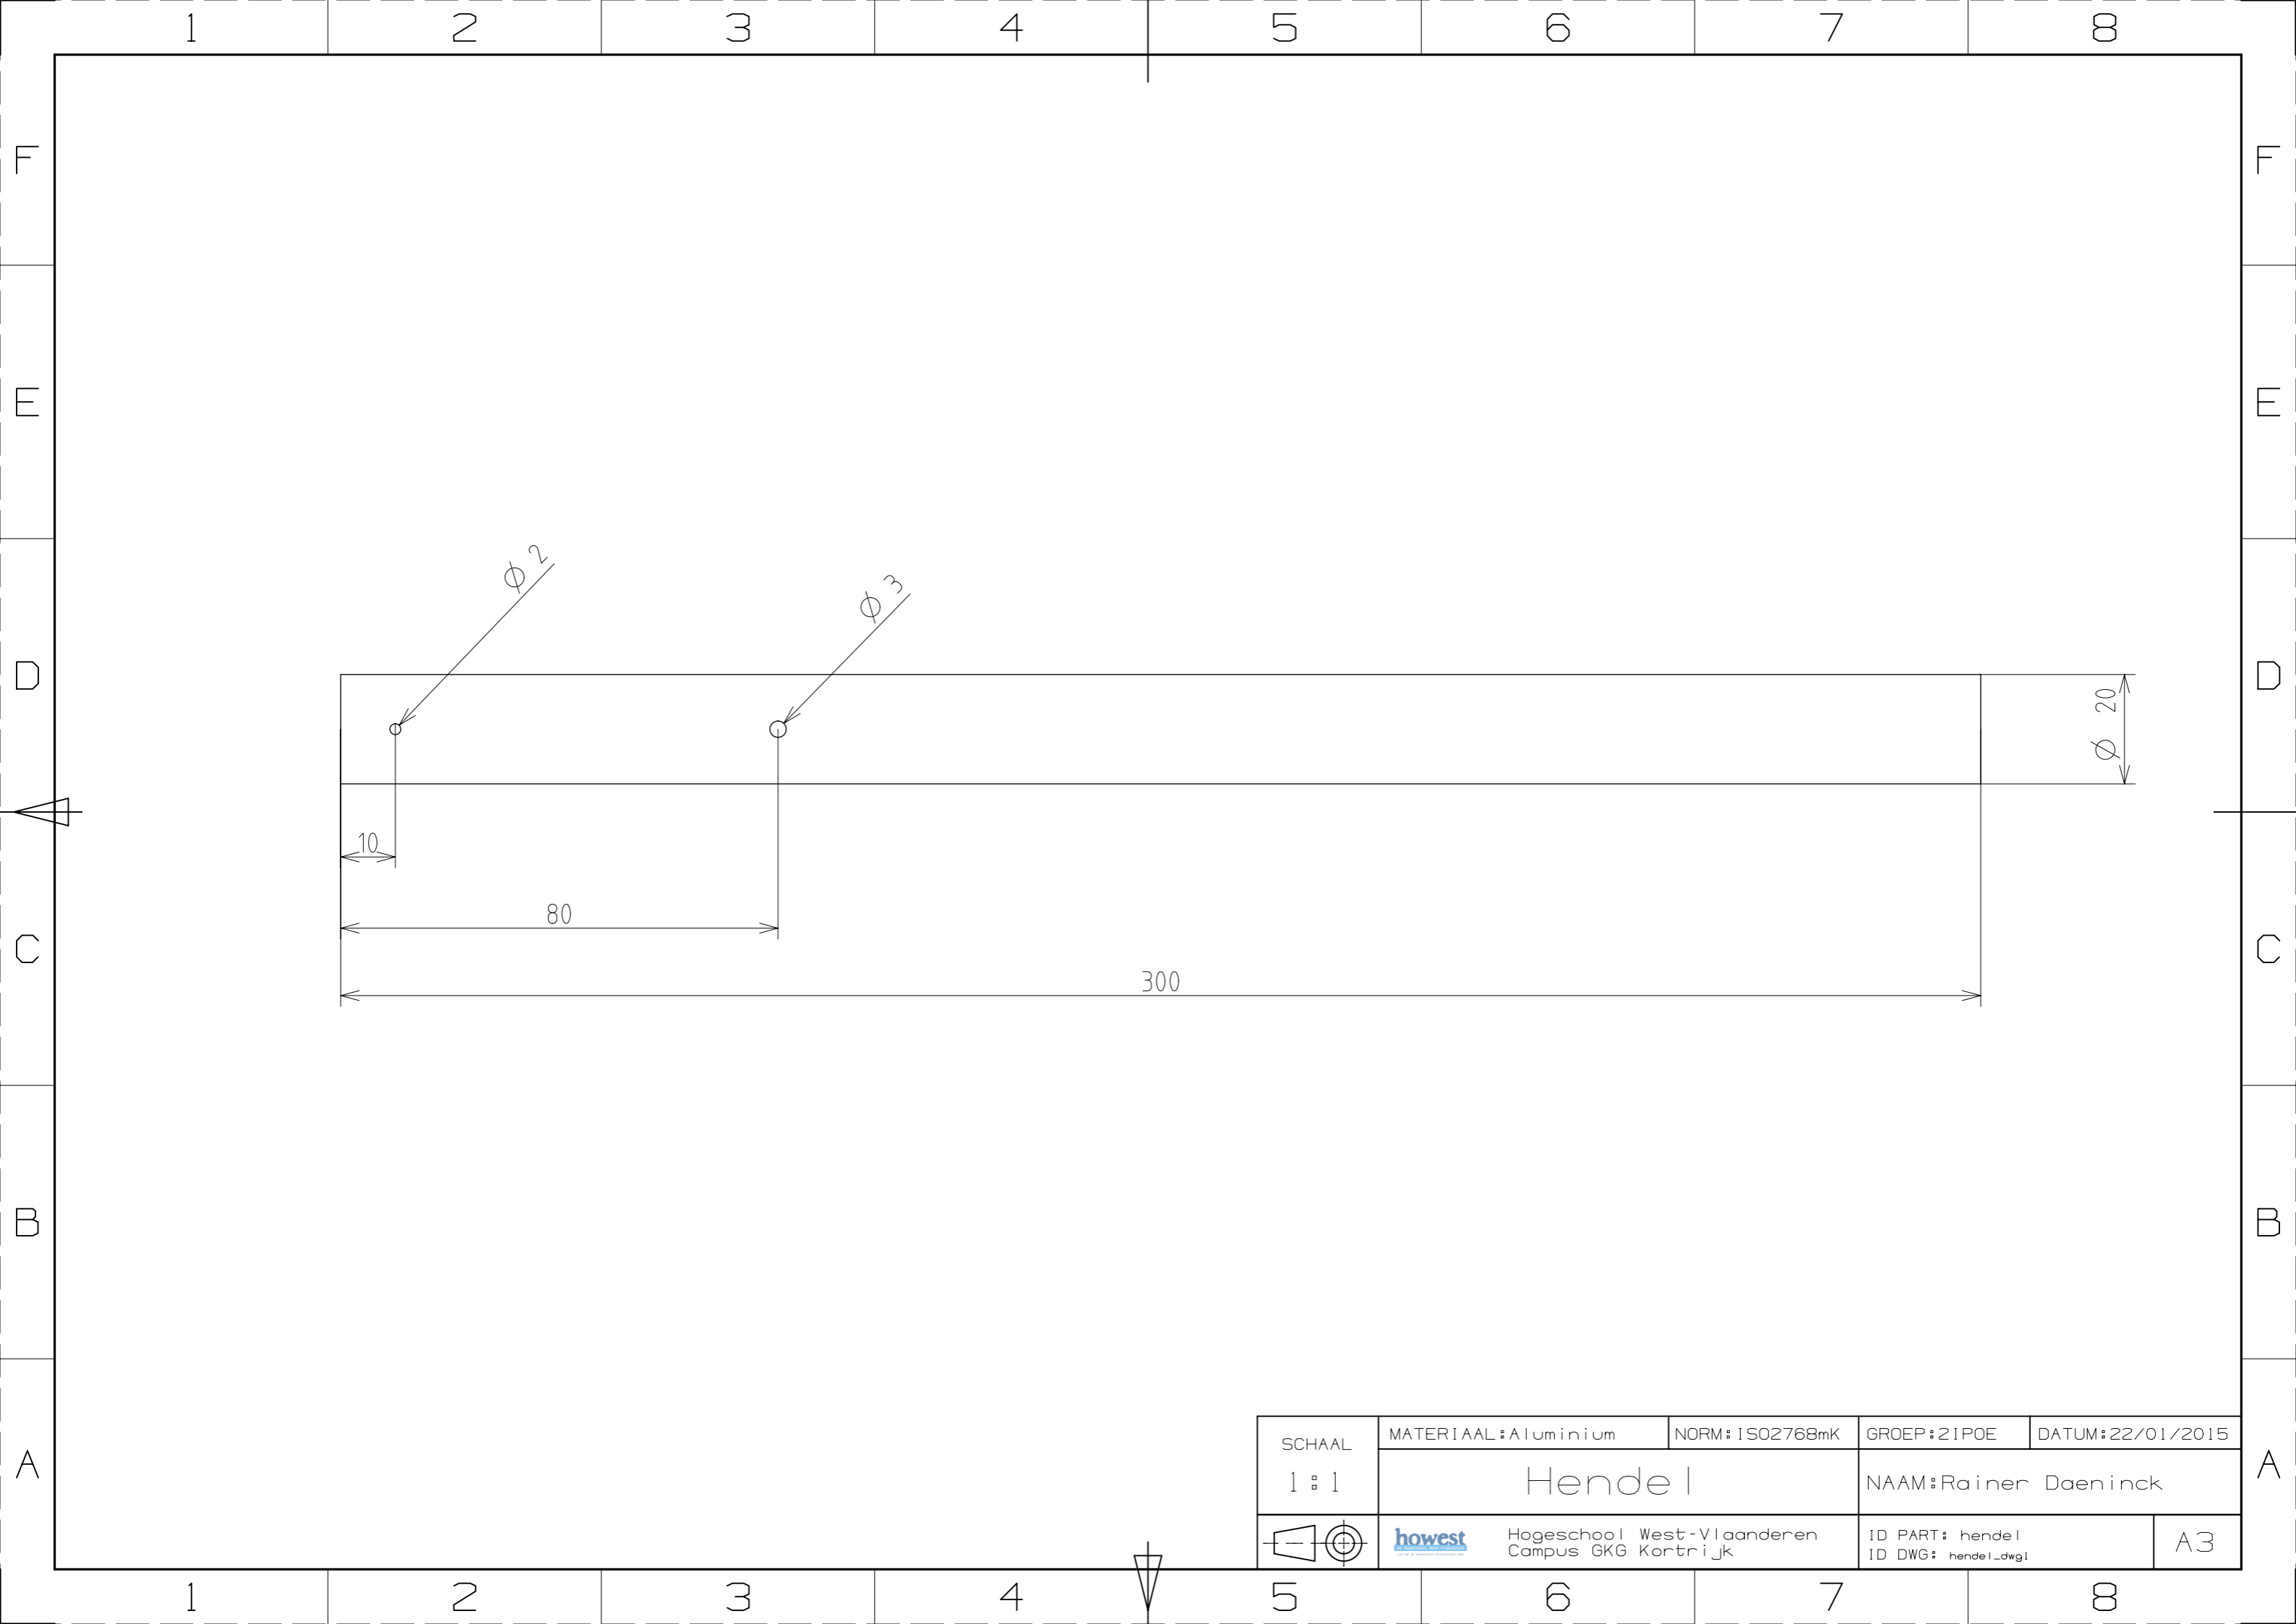 1 2 3 4 5 6 7 8
F F
E E
D D
C C
B B
A A
⌀ 2
⌀ 3
⌀ 20
10
80
300
SCHAAL
1:1
MATERIAAL:Aluminium
NORM:ISO2768mK
GROEP:2IPOE
DATUM:22/01/2015
Hendel
NAAM:Rainer Daeninck
howest
Hogeschool West-Vlaanderen
Campus GKG Kortrijk
ID PART: hendel
ID DWG: hendel_dwg1
A3
1 2 3 4 5 6 7 8